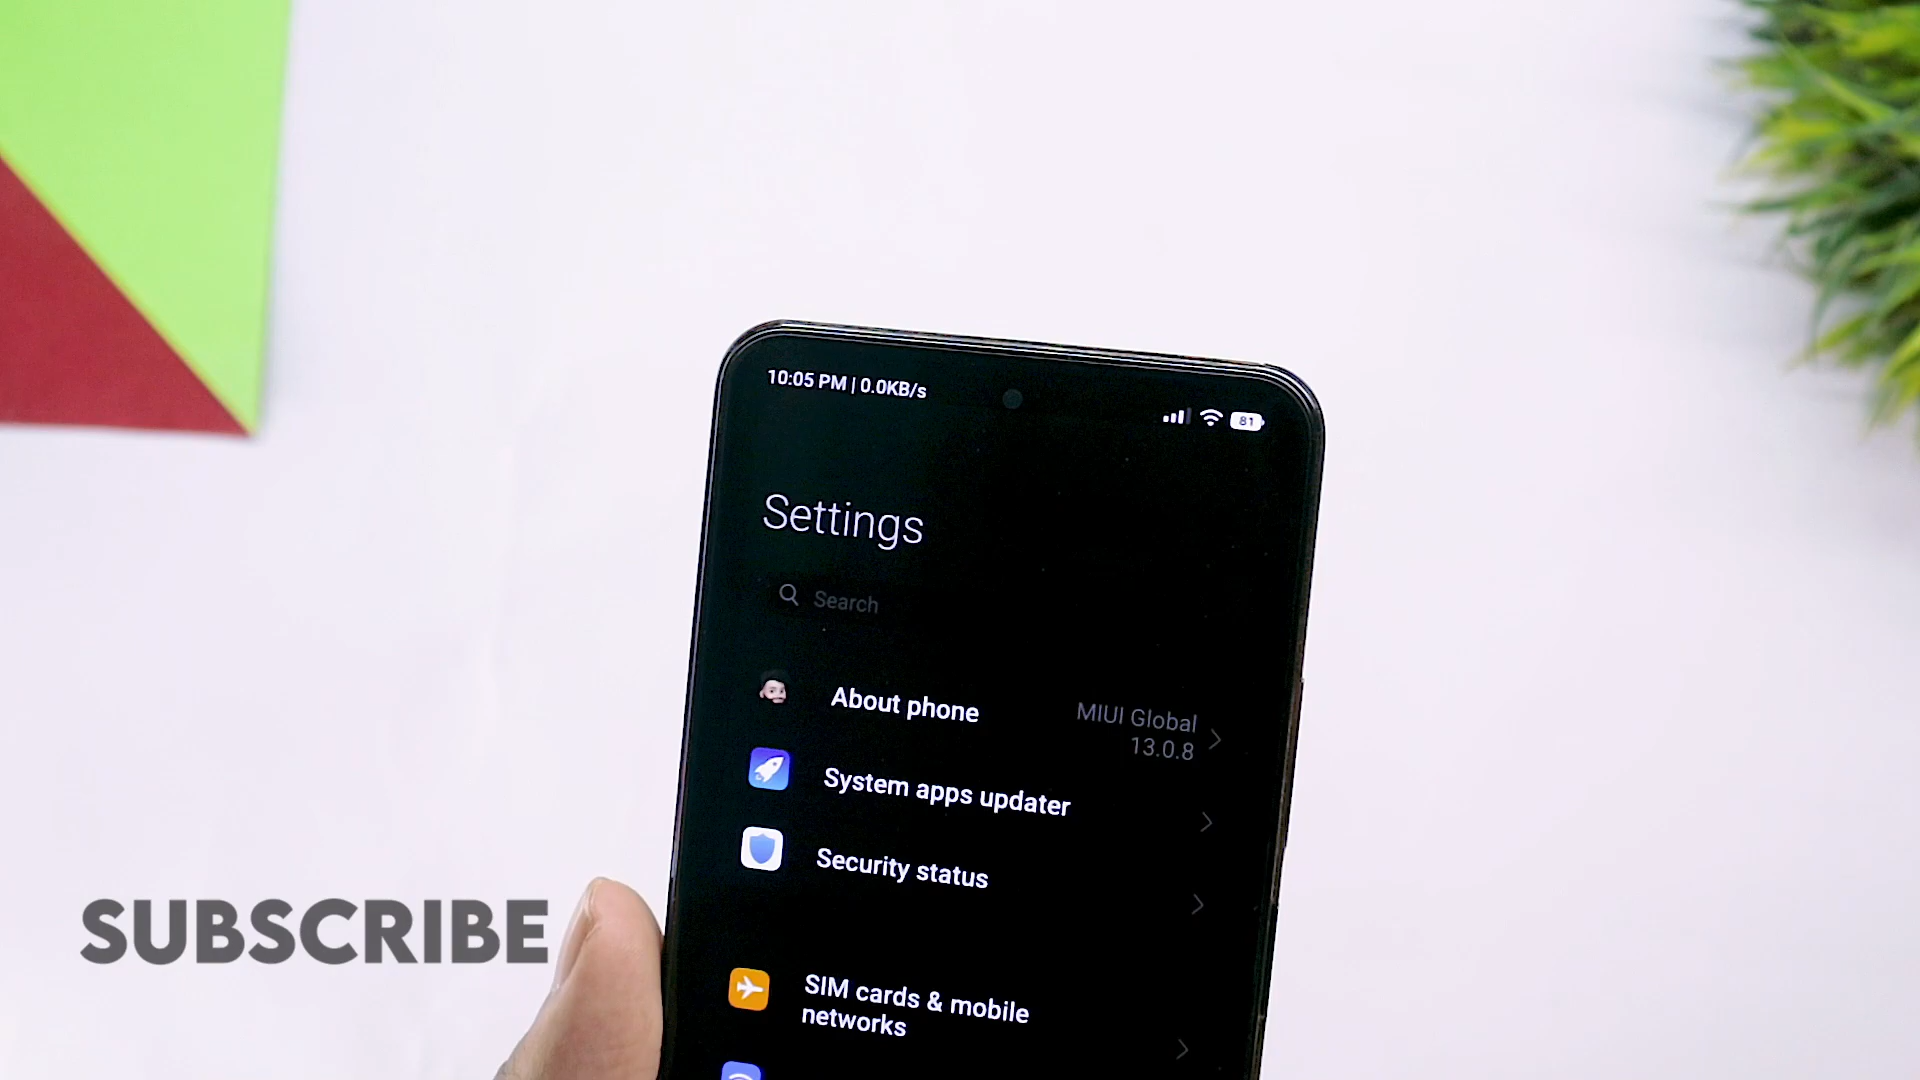 10:05 PM | 0.0KB/s
81
Settings
Search
About phone
MIUI Global
13.0.8
System apps updater
Security status
SIM cards & mobile
networks
SUBSCRIBE